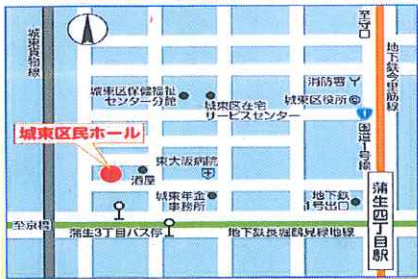 至守口
城東貨物線
地下鉄今里筋線
消防署
城東区保健福祉
センター分館
城東区役所
城東区在宅
サービスセンター
1
国道1号線
城東区民ホール
東大阪病院
酒屋
城東年金
事務所
地下鉄
1号出口
蒲生四丁目駅
至京橋
蒲生3丁目バス停
地下鉄長堀鶴見緑地線